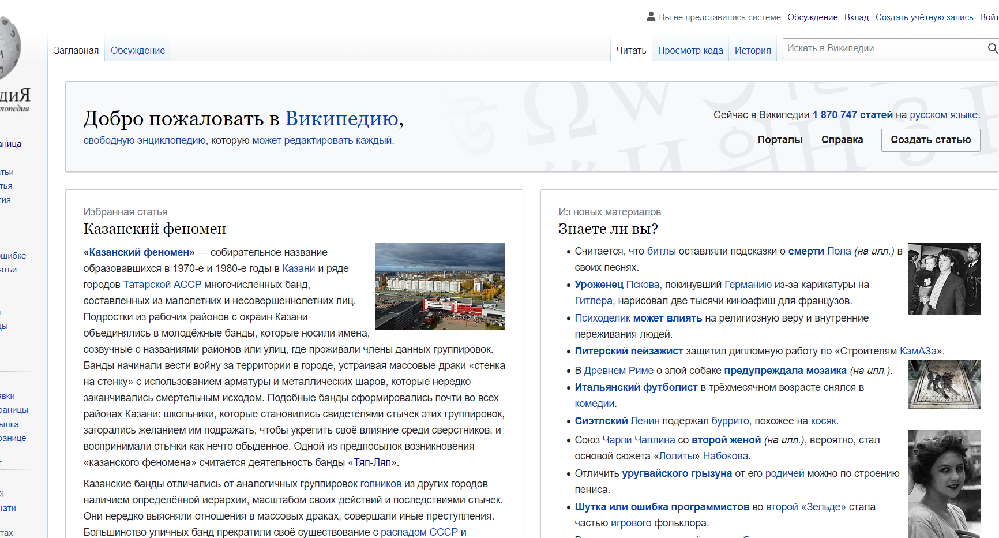 Вы не представились системе Обсуждение Вклад Создать учётную запись Войт
Заглавная Обсуждение Читать Просмотр кода История Искать в Википедии
диЯ
клопедия
Добро пожаловать в Википедию,
свободную энциклопедию, которую может редактировать каждый.
Сейчас в Википедии 1 870 747 статей на русском языке.
Порталы Справка Создать статью
аница
тьи
тья
тия
шибке
атьи
цы
авки
раницы
ылка
ранице
т
DF
чати
тах
Избранная статья
Казанский феномен
«Казанский феномен» — собирательное название
образовавшихся в 1970-е и 1980-е годы в Казани и ряде
городов Татарской АССР многочисленных банд,
составленных из малолетних и несовершеннолетних лиц.
Подростки из рабочих районов с окраин Казани
объединялись в молодёжные банды, которые носили имена,
созвучные с названиями районов или улиц, где проживали члены данных группировок.
Банды начинали вести войну за территории в городе, устраивая массовые драки «стенка
на стенку» с использованием арматуры и металлических шаров, которые нередко
заканчивались смертельным исходом. Подобные банды сформировались почти во всех
районах Казани: школьники, которые становились свидетелями стычек этих группировок,
загорались желанием им подражать, чтобы укрепить своё влияние среди сверстников, и
воспринимали стычки как нечто обыденное. Одной из предпосылок возникновения
«казанского феномена» считается деятельность банды «Тяп-Ляп».
Казанские банды отличались от аналогичных группировок гопников из других городов
наличием определённой иерархии, масштабом своих действий и последствиями стычек.
Они нередко выясняли отношения в массовых драках, совершали иные преступления.
Большинство уличных банд прекратили своё существование с распадом СССР и
Из новых материалов
Знаете ли вы?
Считается, что битлы оставляли подсказки о смерти Пола (на илл.) в
своих песнях.
Уроженец Пскова, покинувший Германию из-за карикатуры на
Гитлера, нарисовал две тысячи киноафиш для французов.
Психоделик может влиять на религиозную веру и внутренние
переживания людей.
Питерский пейзажист защитил дипломную работу по «Строителям КамАЗа».
В Древнем Риме о злой собаке предупреждала мозаика (на илл.).
Итальянский футболист в трёхмесячном возрасте снялся в
комедии.
Сиэтлский Ленин подержал буррито, похожее на косяк.
Союз Чарли Чаплина со второй женой (на илл.), вероятно, стал
основой сюжета «Лолиты» Набокова.
Отличить уругвайского грызуна от его родичей можно по строению
пениса.
Шутка или ошибка программистов во второй «Зельде» стала
частью игрового фольклора.